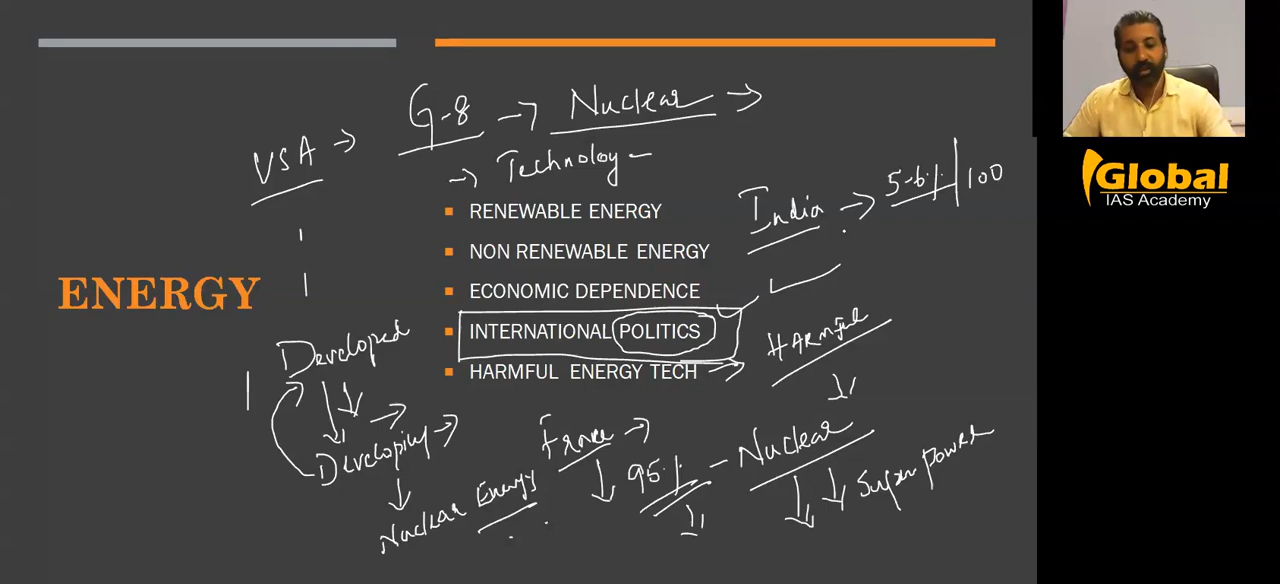 G-8 → Nuclear →
USA →
→ Technology -
India → 5-6% | 100
RENEWABLE ENERGY
NON RENEWABLE ENERGY
ECONOMIC DEPENDENCE
INTERNATIONAL POLITICS
HARMFUL ENERGY TECH → HARMFUL
ENERGY
Developed
Developing →
Nuclear Energy
France → 95% - Nuclear
Super Power
Global
IAS Academy